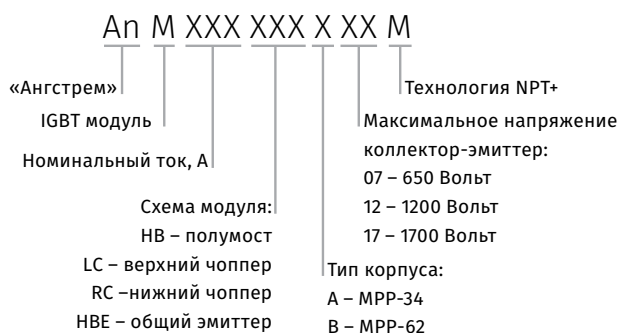 An M XXX XXX X XX M
«Ангстрем»
IGBT модуль
Номинальный ток, А
Схема модуля:
HB – полумост
LC – верхний чоппер
RC –нижний чоппер
HBE – общий эмиттер
Тип корпуса:
A – MPP-34
B – MPP-62
Максимальное напряжение
коллектор-эмиттер:
07 – 650 Вольт
12 – 1200 Вольт
17 – 1700 Вольт
Технология NPT+